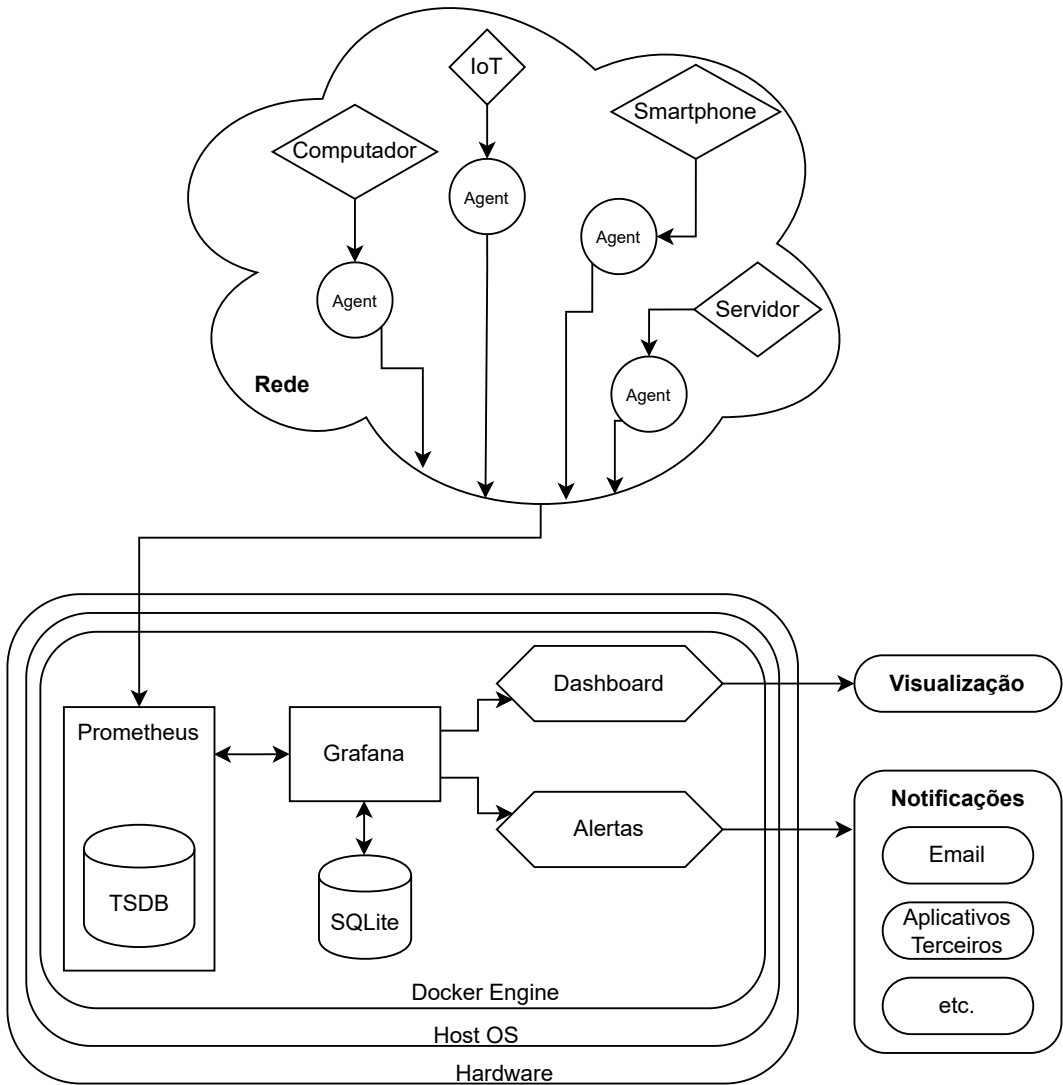 IoT
Smartphone
Computador
Agent
Agent
Agent
Servidor
Rede
Agent
Dashboard
Visualização
Prometheus
Grafana
Notificações
Alertas
Email
TSDB
SQLite
Aplicativos
Terceiros
Docker Engine
etc.
Host OS
Hardware